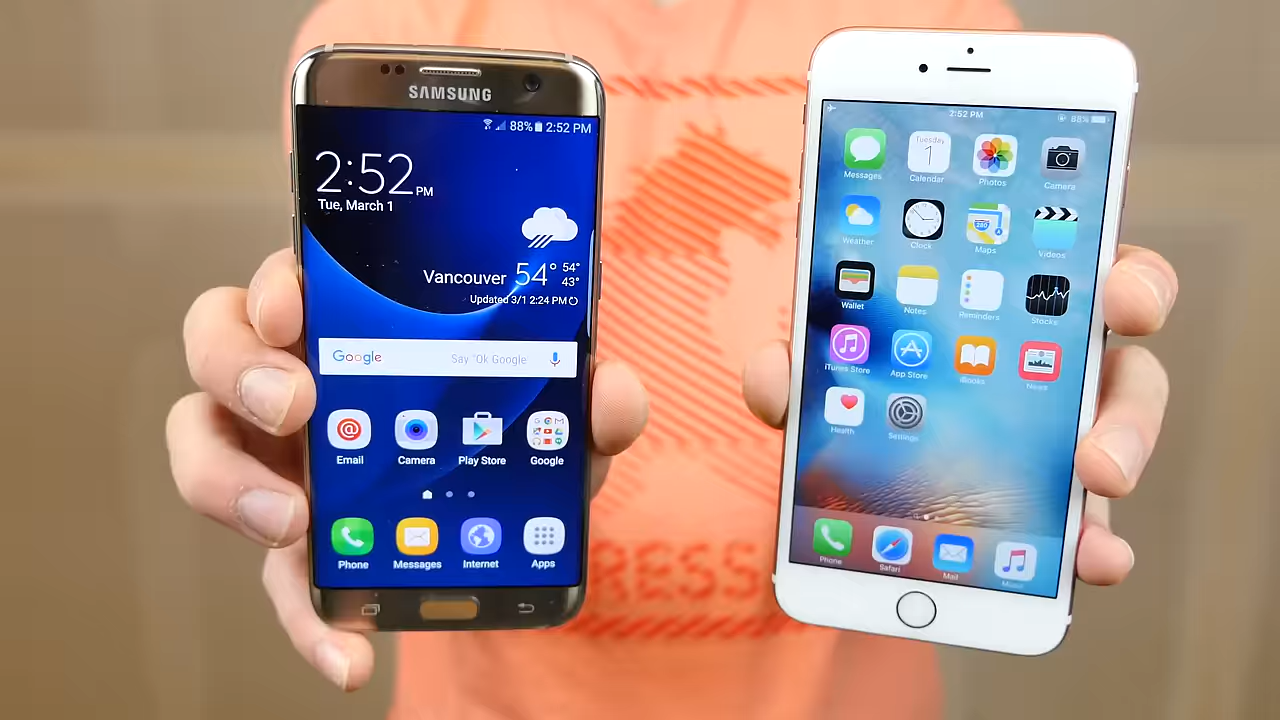 SAMSUNG
88% 2:52 PM
2:52 PM
Tue, March 1
Vancouver 54° 54°
43°
Updated 3/1 2:24 PM
Google Say "Ok Google
Email Camera Play Store Google
Phone Messages Internet Apps
2:52 PM 88%
Tuesday
1
Messages Calendar Photos Camera
280
Weather Clock Maps Videos
Wallet Notes Reminders Stocks
iTunes Store App Store iBooks News
Health Settings
Phone Safari Mail Music
RESS